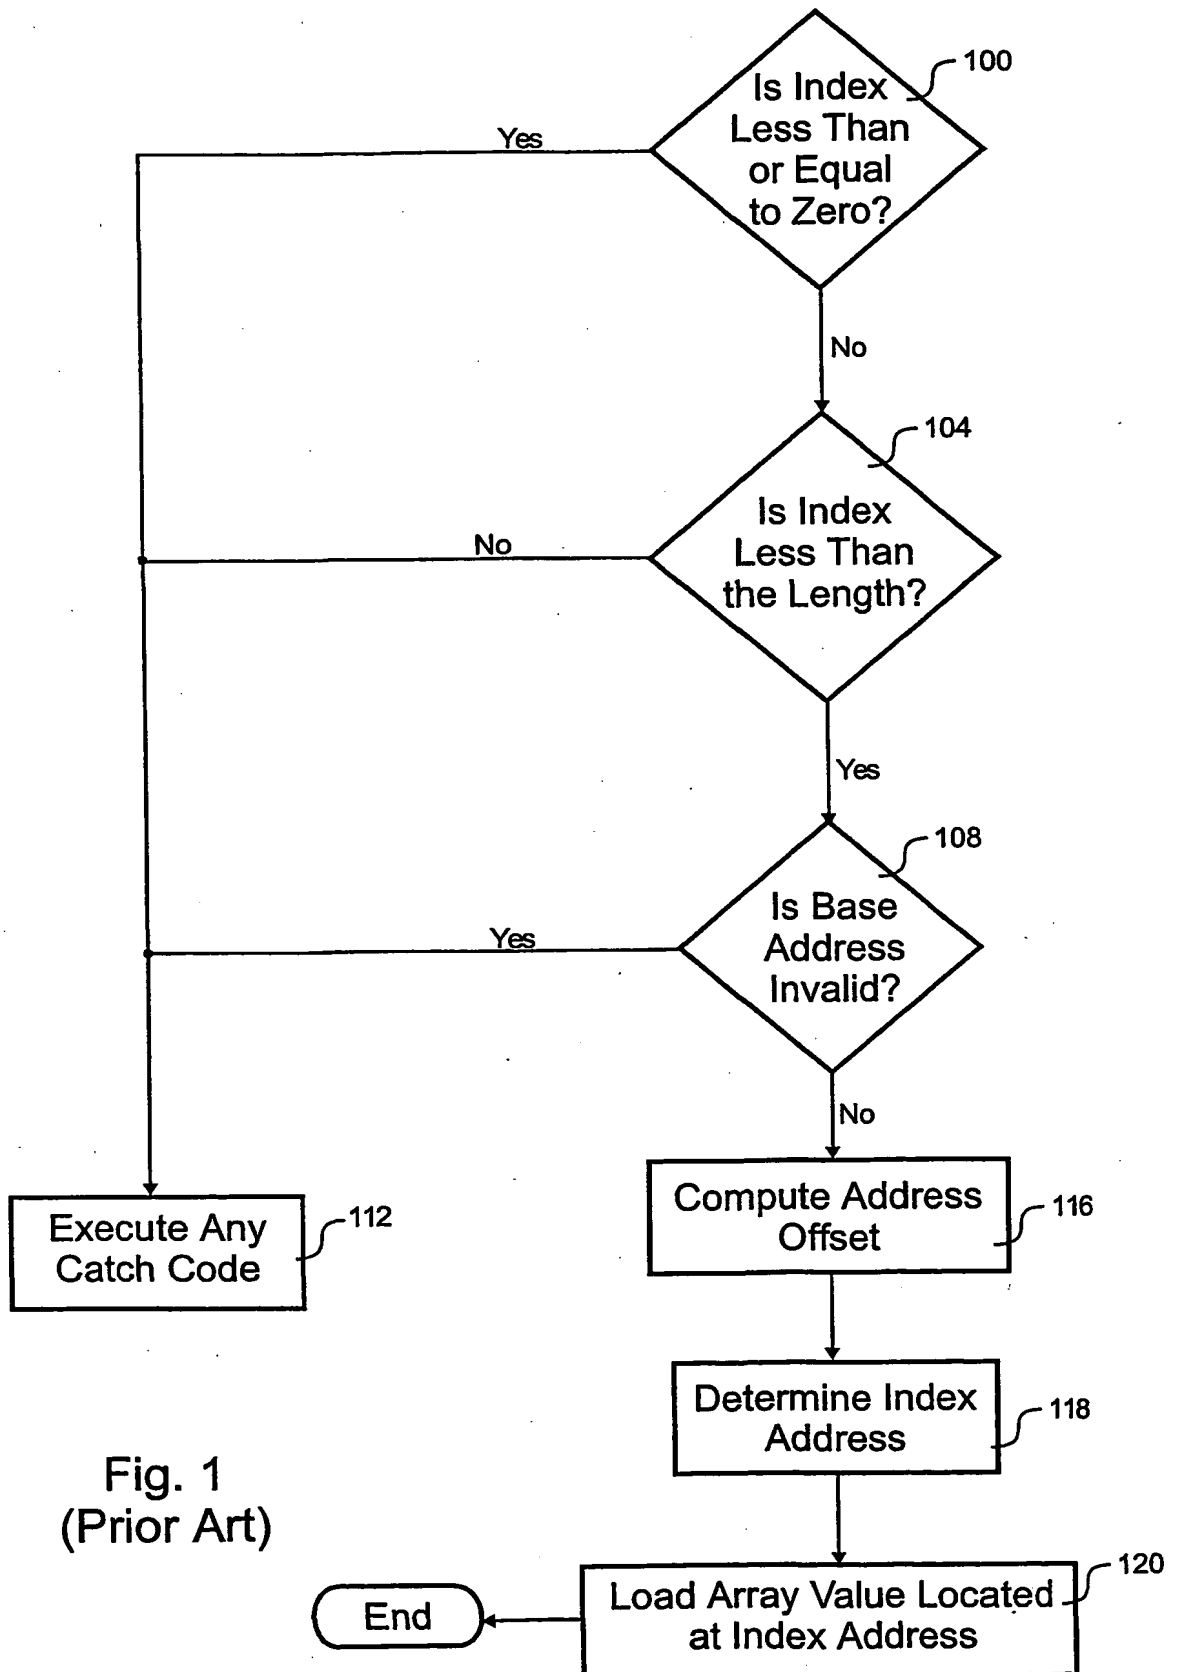 100
Is Index
Less Than
or Equal
to Zero?
Yes
No
104
Is Index
Less Than
the Length?
No
Yes
108
Is Base
Address
Invalid?
Yes
No
Compute Address
Offset
116
Execute Any
Catch Code
112
Determine Index
Address
118
Fig. 1
(Prior Art)
Load Array Value Located
at Index Address
120
End